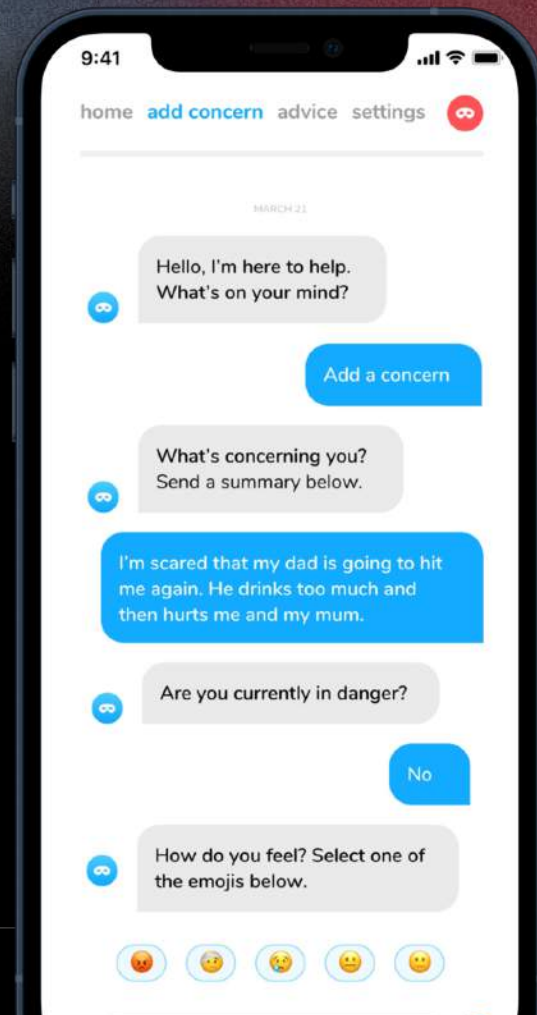 9:41
home add concern advice settings
MARCH 21
Hello, I'm here to help.
What's on your mind?
Add a concern
What's concerning you?
Send a summary below.
I'm scared that my dad is going to hit
me again. He drinks too much and
then hurts me and my mum.
Are you currently in danger?
No
How do you feel? Select one of
the emojis below.